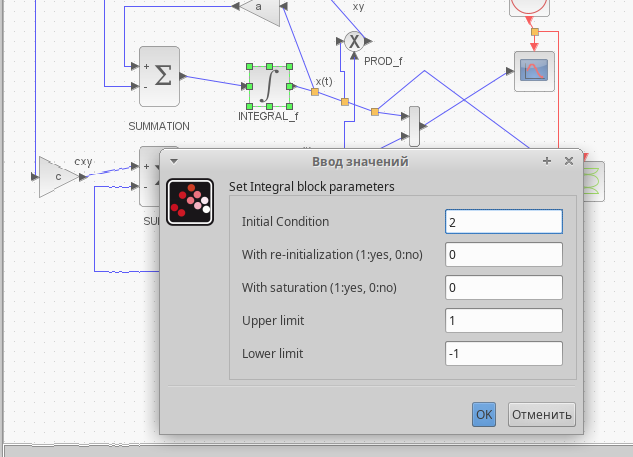 a
xy
X
PROD_f
+
-
Σ
∫
x(t)
SUMMATION
INTEGRAL_f
cxy
c
+
-
SU
Ввод значений
Set Integral block parameters
Initial Condition 2
With re-initialization (1:yes, 0:no) 0
With saturation (1:yes, 0:no) 0
Upper limit 1
Lower limit -1
OK Отменить